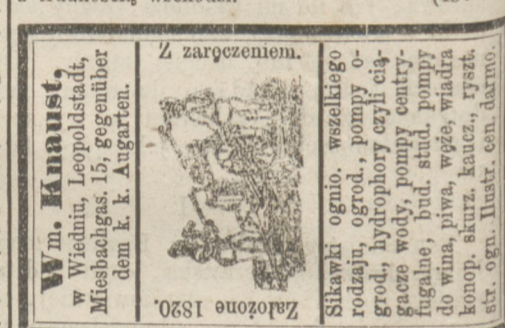 Wm. Knaust,
w Wiedniu, Leopoldstadt,
Miesbachgas. 15, gegenüber
dem k. k. Augarten.
Z zaręczeniem.
Założone 1820.
Sikawki ognio. wszelkiego
rodzaju, ogrod., pompy o-
grod., hydrophory czyli cią-
gacze wody, pompy centry-
fugalne, bud. stud. pompy
do wina, piwa, węże, wiadra
konop. skurz. kaucz., ryszt.
str. ogn. Ilustr. cen. darmo.